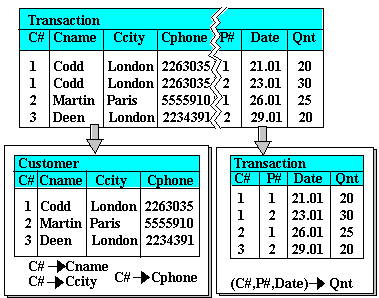 Transaction
C# Cname Ccity Cphone P# Date Qnt
1 Codd London 2263035 1 21.01 20
1 Codd London 2263035 2 23.01 30
2 Martin Paris 5555910 1 26.01 25
3 Deen London 2234391 2 29.01 20
Customer
C# Cname Ccity Cphone
1 Codd London 2263035
2 Martin Paris 5555910
3 Deen London 2234391
C# → Cname
C# → Ccity
C# → Cphone
Transaction
C# P# Date Qnt
1 1 21.01 20
1 2 23.01 30
2 1 26.01 25
3 2 29.01 20
(C#,P#,Date) → Qnt